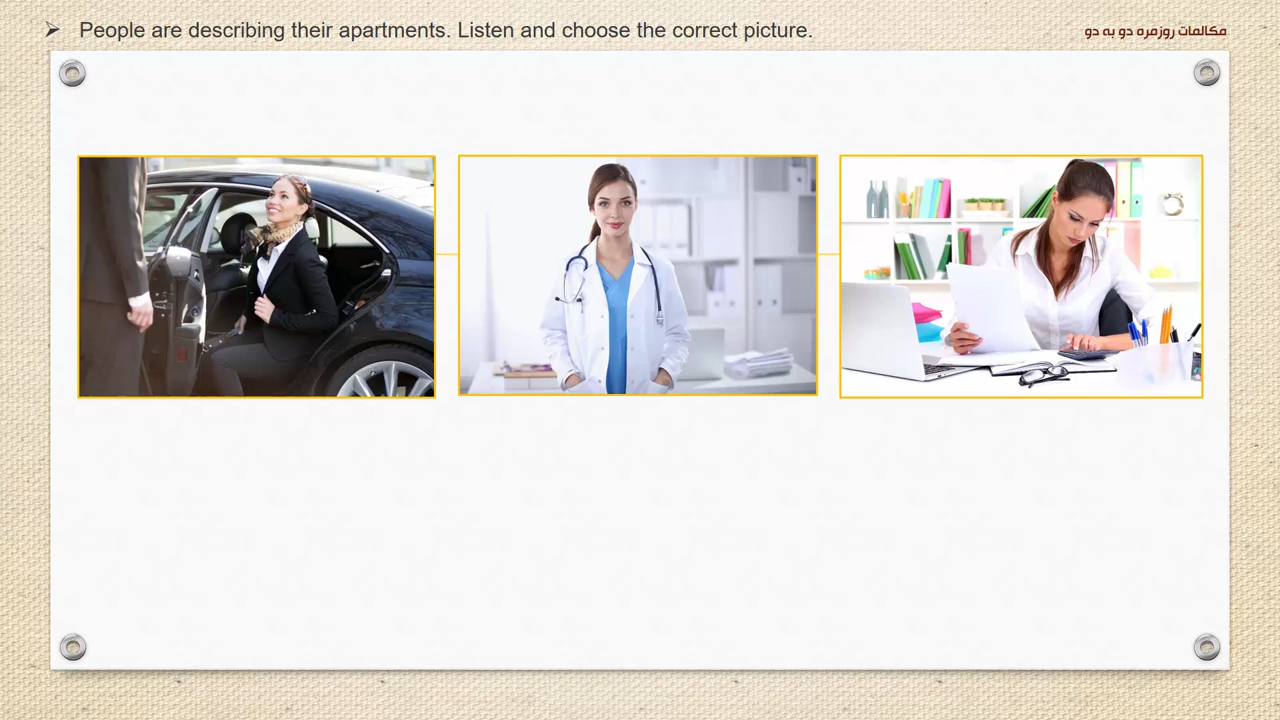 People are describing their apartments. Listen and choose the correct picture.
مکالمات روزمره دو به دو